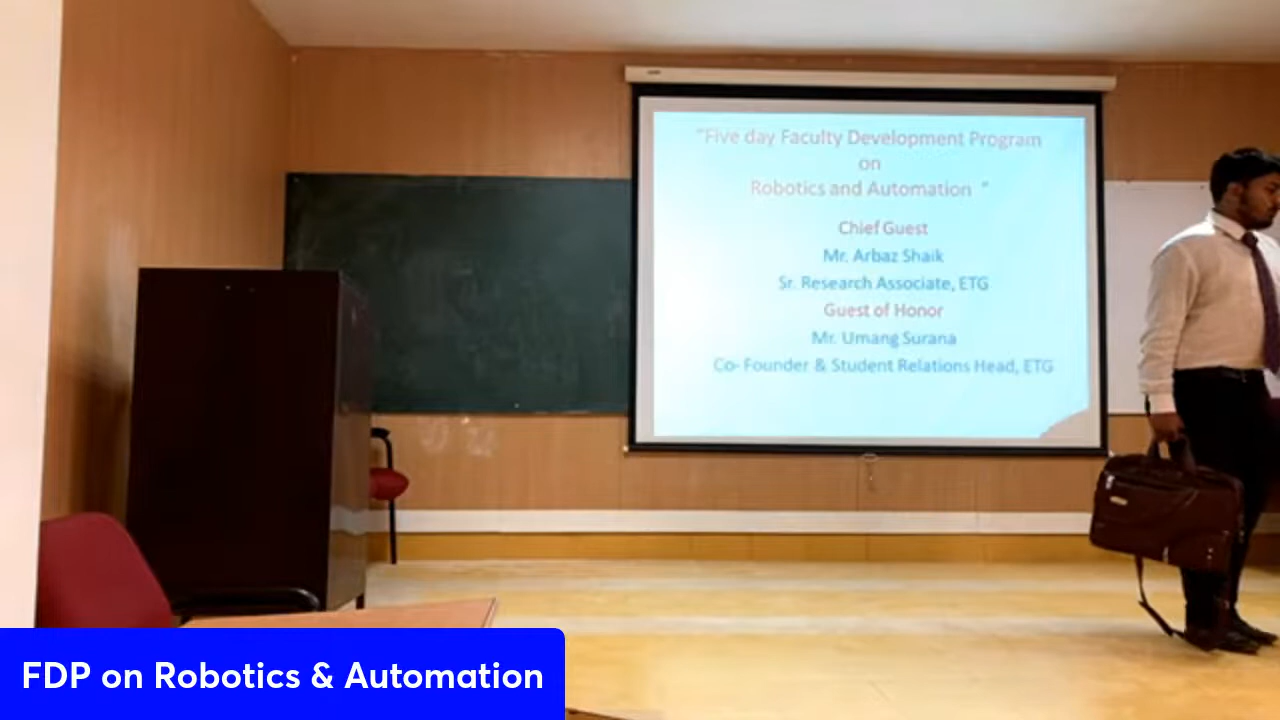 "Five day Faculty Development Program
on
Robotics and Automation "
Chief Guest
Mr. Arbaz Shaik
Sr. Research Associate, ETG
Guest of Honor
Mr. Umang Surana
Co- Founder & Student Relations Head, ETG
FDP on Robotics & Automation